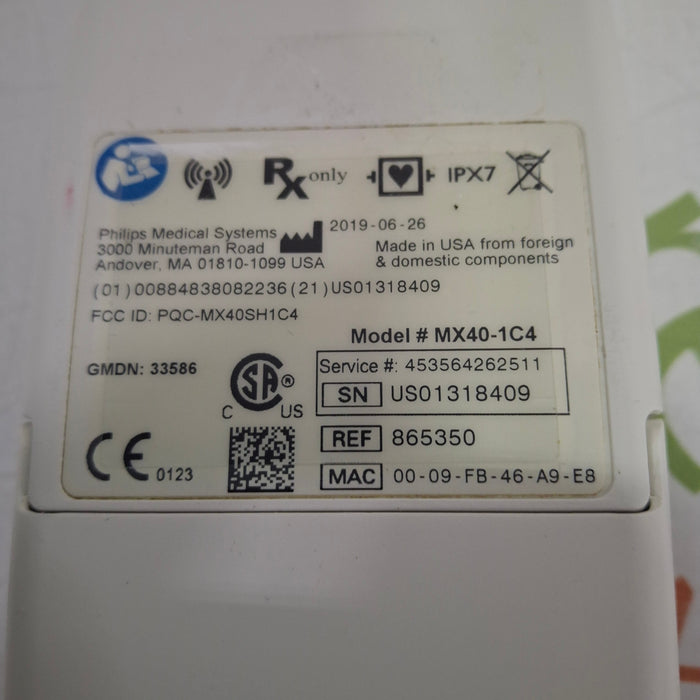 Rx only
IPX7
Philips Medical Systems
3000 Minuteman Road
Andover, MA 01810-1099 USA
2019-06-26
Made in USA from foreign
& domestic components
(01)00884838082236(21)US01318409
FCC ID: PQC-MX40SH1C4
Model # MX40-1C4
GMDN: 33586
Service #: 453564262511
SN US01318409
C SA ® US
REF 865350
CE 0123
MAC 00-09-FB-46-A9-E8